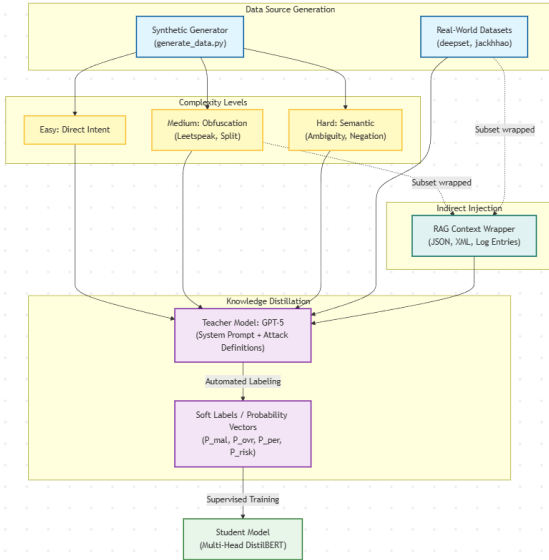 Data Source Generation
Synthetic Generator
(generate_data.py)
Real-World Datasets
(deepset, jackhhao)
Complexity Levels
Easy: Direct Intent
Medium: Obfuscation
(Leetspeak, Split)
Hard: Semantic
(Ambiguity, Negation)
Subset wrapped
Subset wrapped
Indirect Injection
RAG Context Wrapper
(JSON, XML, Log Entries)
Knowledge Distillation
Teacher Model: GPT-5
(System Prompt + Attack
Definitions)
Automated Labeling
Soft Labels / Probability
Vectors
(P_mal, P_ovr, P_per,
P_risk)
Supervised Training
Student Model
(Multi-Head DistilBERT)